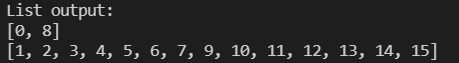 List output:
[0, 8]
[1, 2, 3, 4, 5, 6, 7, 9, 10, 11, 12, 13, 14, 15]